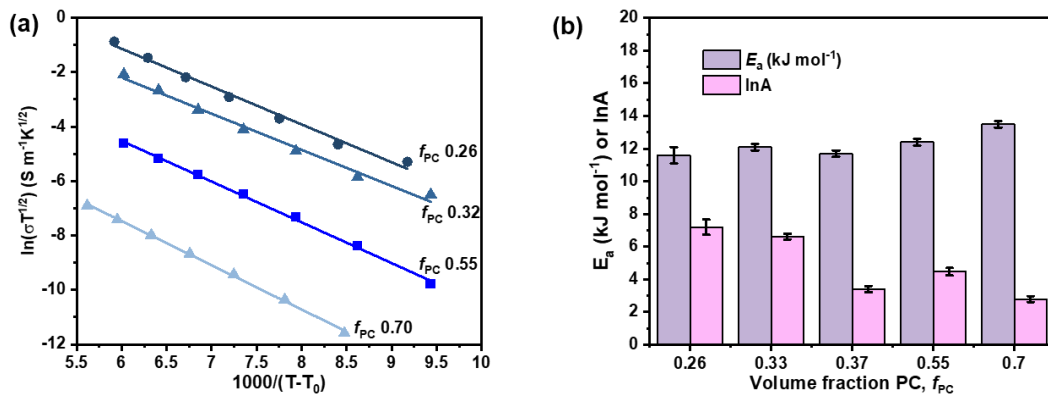 (a)
ln(σT^1/2) (S m^-1K^1/2)
0
-2
-4
-6
-8
-10
-12
f_PC 0.26
f_PC 0.32
f_PC 0.55
f_PC 0.70
5.5 6 6.5 7 7.5 8 8.5 9 9.5 10
1000/(T-T_0)
(b)
E_a (kJ mol^-1) or lnA
20
18
16
14
12
10
8
6
4
2
0
E_a (kJ mol^-1)
lnA
0.26 0.33 0.37 0.55 0.7
Volume fraction PC, f_PC